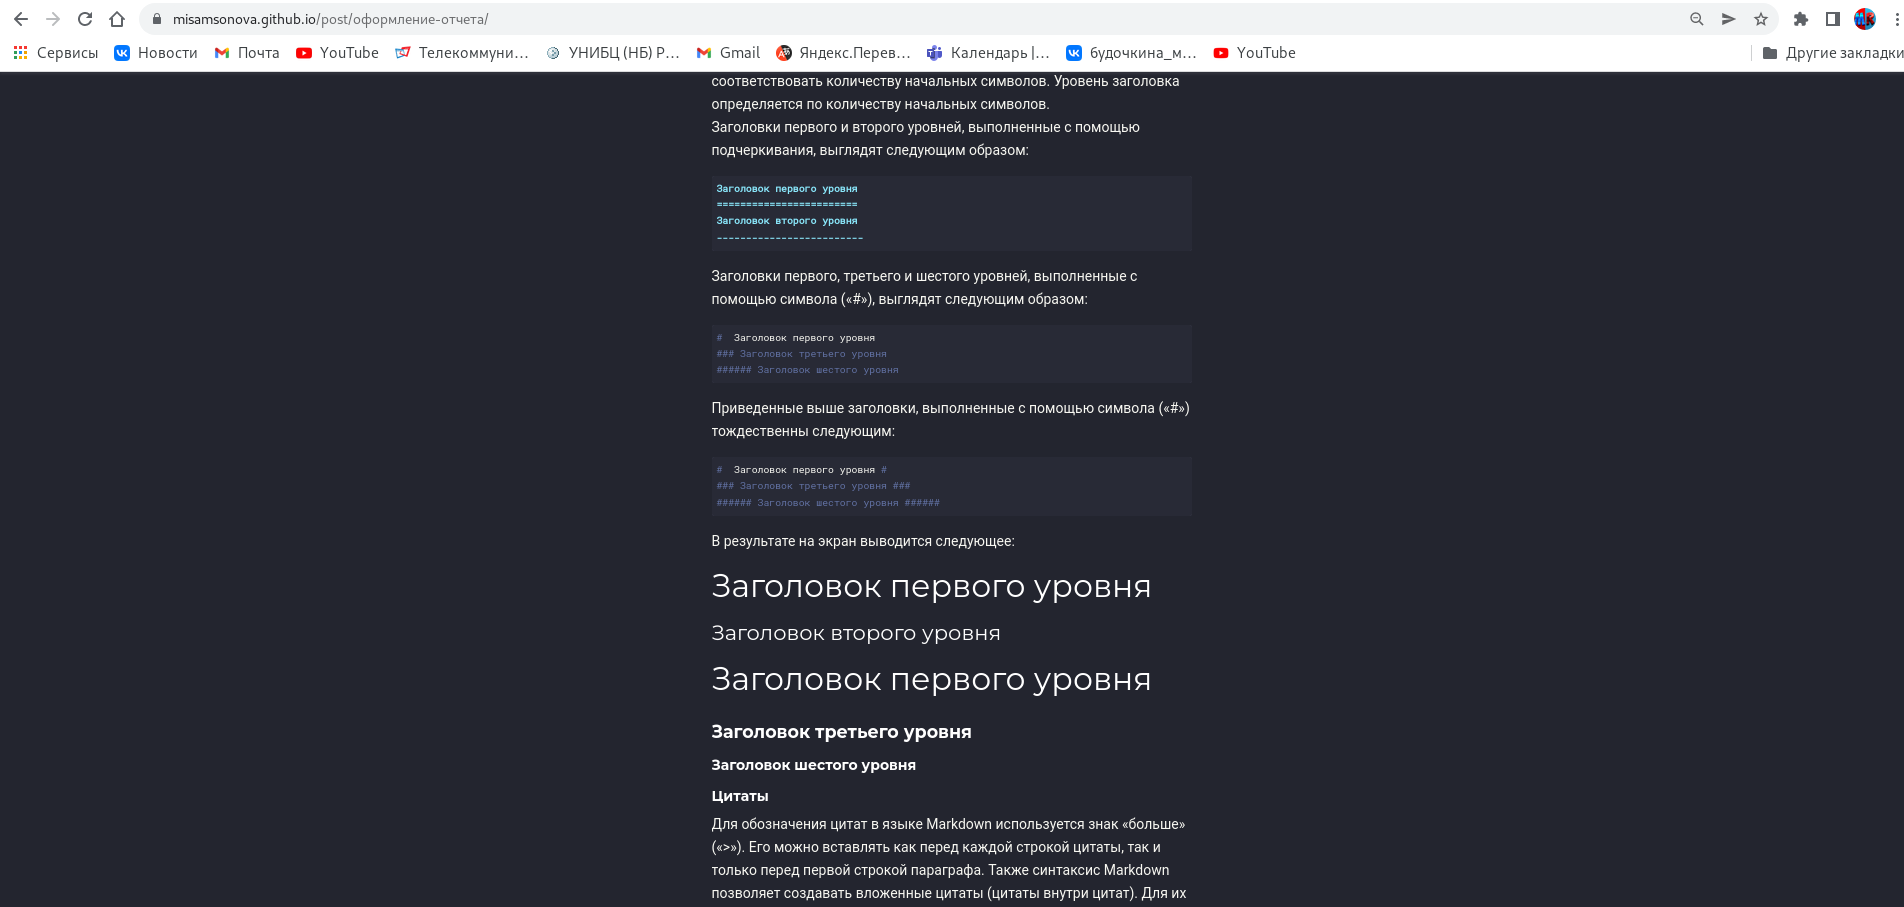 misamsonova.github.io/post/оформление-отчета/
Сервисы Новости Почта YouTube Телекоммуни... УНИБЦ (НБ) Р... Gmail Яндекс.Перев... Календарь |... будочкина_м... YouTube Другие закладки
соответствовать количеству начальных символов. Уровень заголовка
определяется по количеству начальных символов.
Заголовки первого и второго уровней, выполненные с помощью
подчеркивания, выглядят следующим образом:
Заголовок первого уровня
========================
Заголовок второго уровня
-------------------------
Заголовки первого, третьего и шестого уровней, выполненные с
помощью символа («#»), выглядят следующим образом:
#  Заголовок первого уровня
### Заголовок третьего уровня
###### Заголовок шестого уровня
Приведенные выше заголовки, выполненные с помощью символа («#»)
тождественны следующим:
#  Заголовок первого уровня #
### Заголовок третьего уровня ###
###### Заголовок шестого уровня ######
В результате на экран выводится следующее:
Заголовок первого уровня
Заголовок второго уровня
Заголовок первого уровня
Заголовок третьего уровня
Заголовок шестого уровня
Цитаты
Для обозначения цитат в языке Markdown используется знак «больше»
(«>»). Его можно вставлять как перед каждой строкой цитаты, так и
только перед первой строкой параграфа. Также синтаксис Markdown
позволяет создавать вложенные цитаты (цитаты внутри цитат). Для их